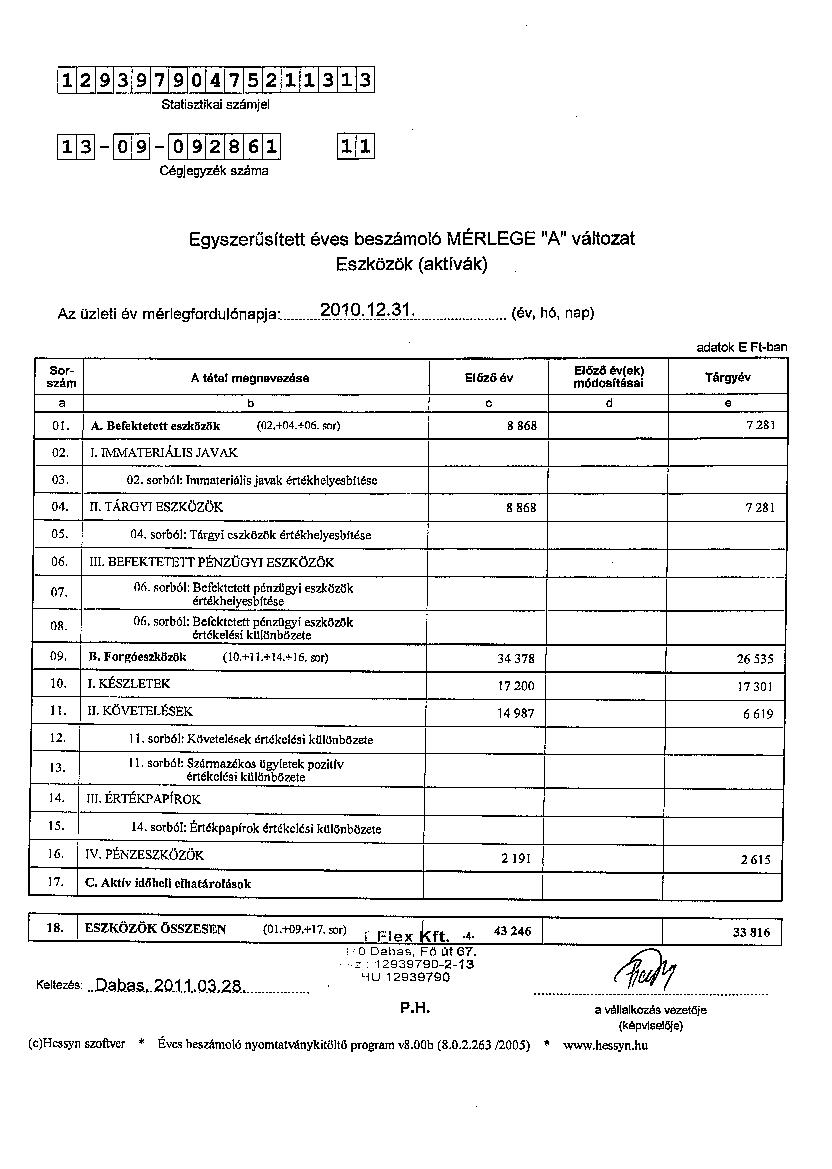 12939790475211313
Statisztikai számjel
13-09-092861 11
Cégjegyzék száma
Egyszerűsített éves beszámoló MÉRLEGE "A" változat
Eszközök (aktívák)
Az üzleti év mérlegfordulónapja: 2010.12.31. (év, hó, nap)
adatok E Ft-ban
Sor-szám A tétel megnevezése Előző év Előző év(ek) módosításai Tárgyév
a b c d e
01. A. Befektetett eszközök (02.+04.+06. sor) 8 868 7 281
02. I. IMMATERIÁLIS JAVAK
03. 02. sorból: Immateriális javak értékhelyesbítése
04. II. TÁRGYI ESZKÖZÖK 8 868 7 281
05. 04. sorból: Tárgyi eszközök értékhelyesbítése
06. III. BEFEKTETETT PÉNZÜGYI ESZKÖZÖK
07. 06. sorból: Befektetett pénzügyi eszközök
értékhelyesbítése
08. 06. sorból: Befektetett pénzügyi eszközök
értékelési különbözete
09. B. Forgóeszközök (10.+11.+14.+16. sor) 34 378 26 535
10. I. KÉSZLETEK 17 200 17 301
11. II. KÖVETELÉSEK 14 987 6 619
12. 11. sorból: Követelések értékelési különbözete
13. 11. sorból: Származékos ügyletek pozitív
értékelési különbözete
14. III. ÉRTÉKPAPÍROK
15. 14. sorból: Értékpapírok értékelési különbözete
16. IV. PÉNZESZKÖZÖK 2 191 2 615
17. C. Aktív időbeli elhatárolások
18. ESZKÖZÖK ÖSSZESEN (01.+09.+17. sor) 43 246 33 816
Flex Kft. -4-
0 Dabas, Fő út 67.
12939790-2-13
HU 12939790
Keltezés: Dabas, 2011.03.28.
P.H.
a vállalkozás vezetője
(képviselője)
(c)Hessyn szoftver * Éves beszámoló nyomtatványkitöltő program v8.00b (8.0.2.263 /2005) * www.hessyn.hu